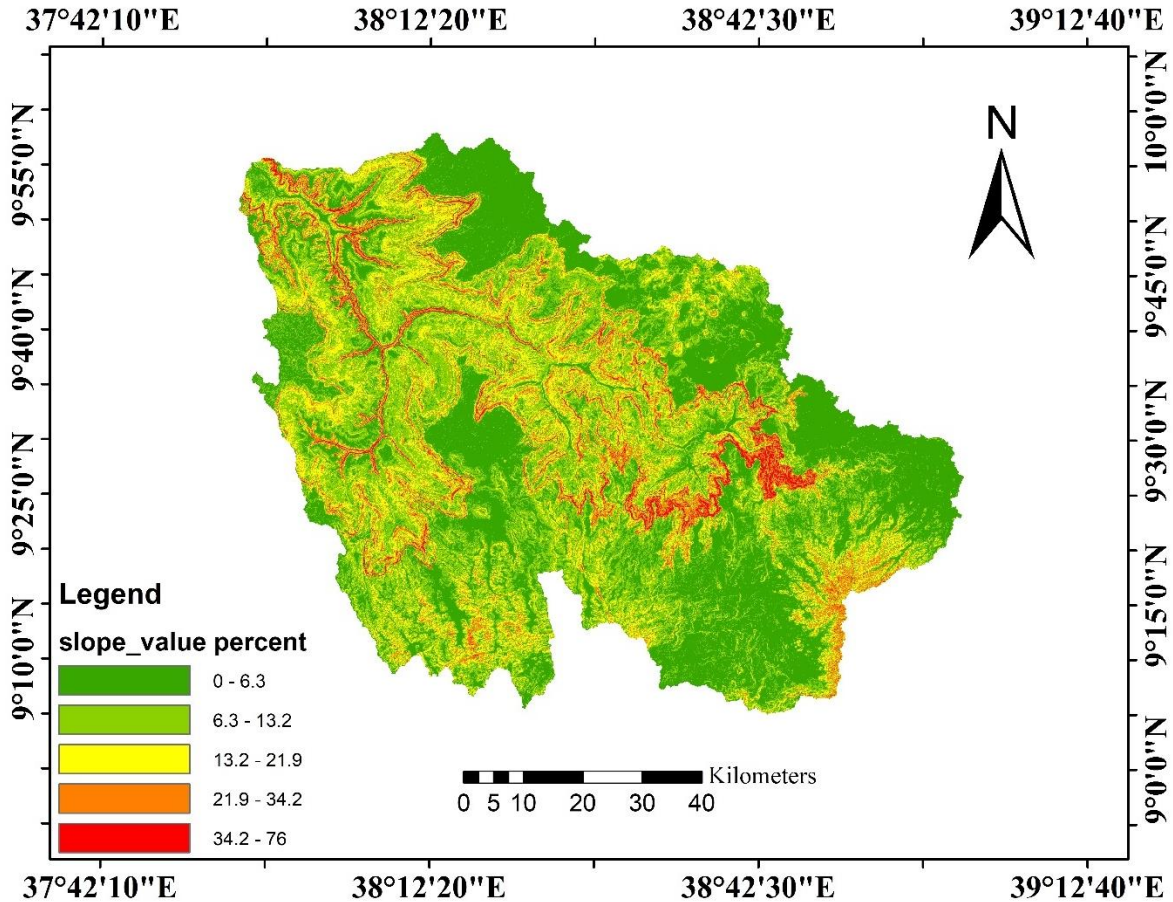 37°42'10"E 38°12'20"E 38°42'30"E 39°12'40"E
N
9°55'0"N
9°40'0"N
9°25'0"N
9°10'0"N
10°0'0"N
9°45'0"N
9°30'0"N
9°15'0"N
9°0'0"N
Legend
slope_value percent
0 - 6.3
6.3 - 13.2
13.2 - 21.9
21.9 - 34.2
34.2 - 76
Kilometers
0 5 10 20 30 40
37°42'10"E 38°12'20"E 38°42'30"E 39°12'40"E